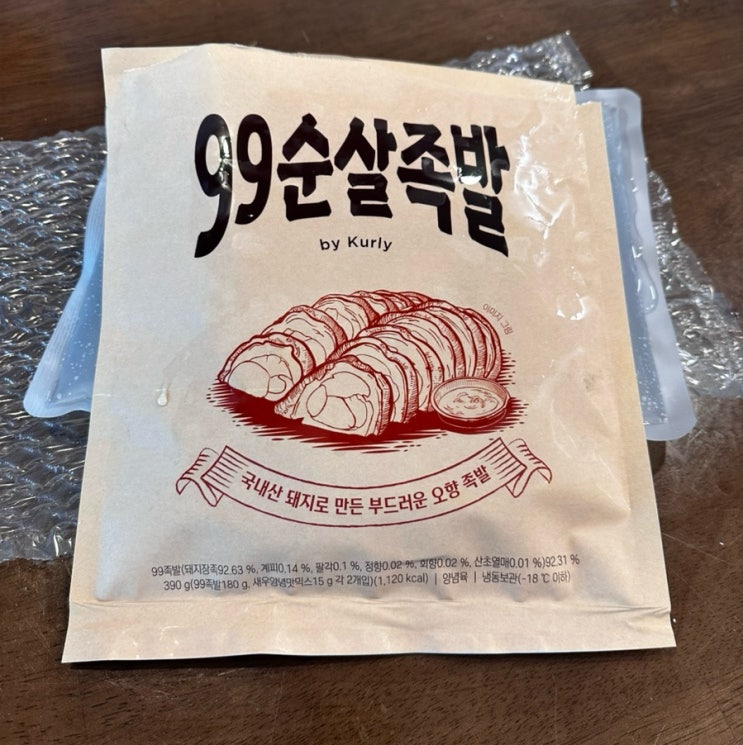 99순살족발
by Kurly
이미지 그림
국내산 돼지로 만든 부드러운 오향 족발
99족발(돼지장족92.63 %, 계피0.14 %, 팔각0.1 %, 정향0.02 %, 회향0.02 %, 산초열매0.01 %)92.31 %
390 g(99족발180 g, 새우양념맛믹스15 g 각 2개입)(1,120 kcal) | 양념육 | 냉동보관(-18 ℃ 이하)